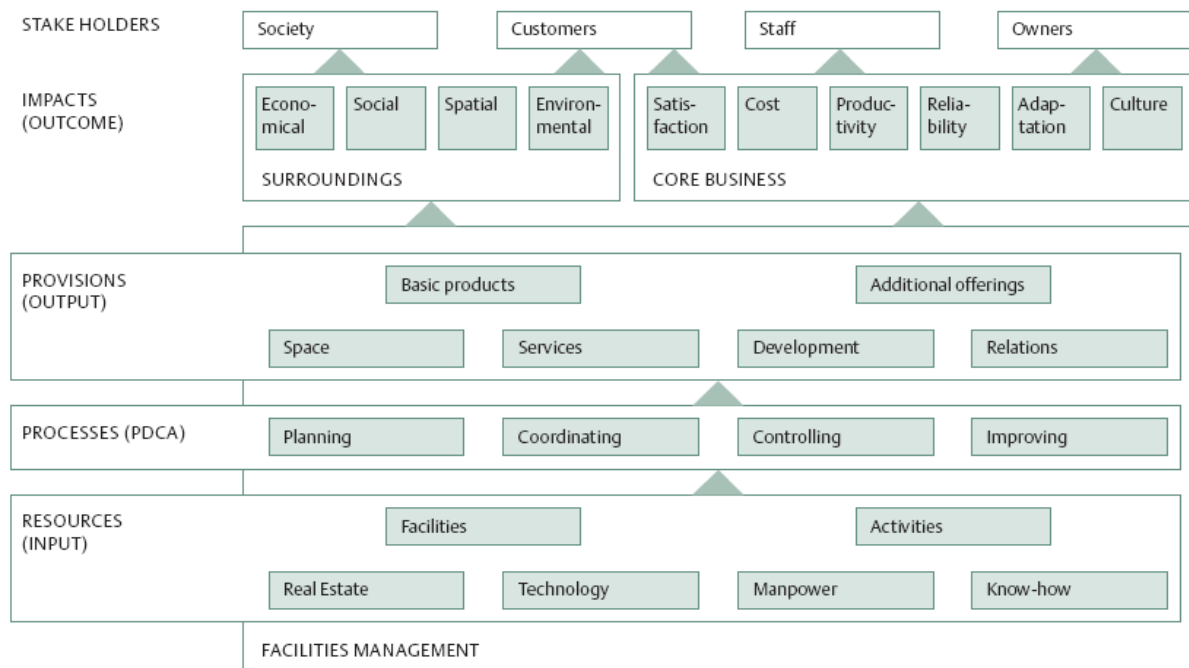 STAKE HOLDERS
Society
Customers
Staff
Owners
IMPACTS
(OUTCOME)
Econo-
mical
Social
Spatial
Environ-
mental
Satis-
faction
Cost
Produc-
tivity
Relia-
bility
Adap-
tation
Culture
SURROUNDINGS
CORE BUSINESS
PROVISIONS
(OUTPUT)
Basic products
Additional offerings
Space
Services
Development
Relations
PROCESSES (PDCA)
Planning
Coordinating
Controlling
Improving
RESOURCES
(INPUT)
Facilities
Activities
Real Estate
Technology
Manpower
Know-how
FACILITIES MANAGEMENT